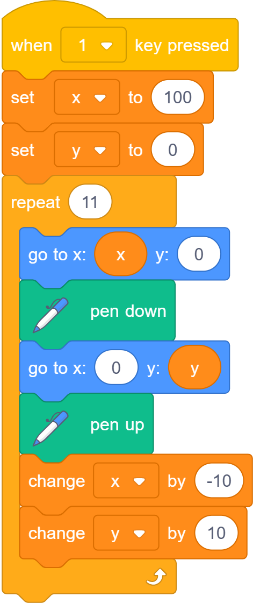 when 1 key pressed
set x to 100
set y to 0
repeat 11
go to x: x y: 0
pen down
go to x: 0 y: y
pen up
change x by -10
change y by 10